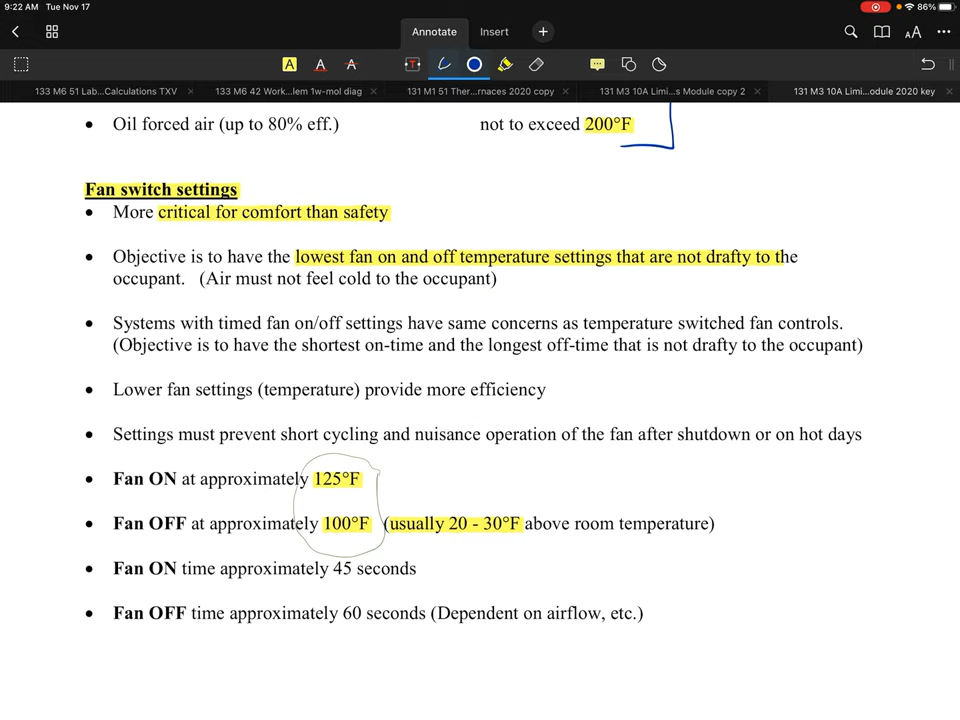 9:22 AM Tue Nov 17
86%
Annotate Insert
AA
A A A T
133 M6 51 Lab...Calculations TXV × 133 M6 42 Work...lem 1w-mol diag × 131 M1 51 Ther...rnaces 2020 copy × 131 M3 10A Limi...s Module copy 2 × 131 M3 10A Limi...odule 2020 key ×
• Oil forced air (up to 80% eff.) not to exceed 200°F
Fan switch settings
• More critical for comfort than safety
• Objective is to have the lowest fan on and off temperature settings that are not drafty to the
occupant. (Air must not feel cold to the occupant)
• Systems with timed fan on/off settings have same concerns as temperature switched fan controls.
(Objective is to have the shortest on-time and the longest off-time that is not drafty to the occupant)
• Lower fan settings (temperature) provide more efficiency
• Settings must prevent short cycling and nuisance operation of the fan after shutdown or on hot days
• Fan ON at approximately 125°F
• Fan OFF at approximately 100°F (usually 20 - 30°F above room temperature)
• Fan ON time approximately 45 seconds
• Fan OFF time approximately 60 seconds (Dependent on airflow, etc.)